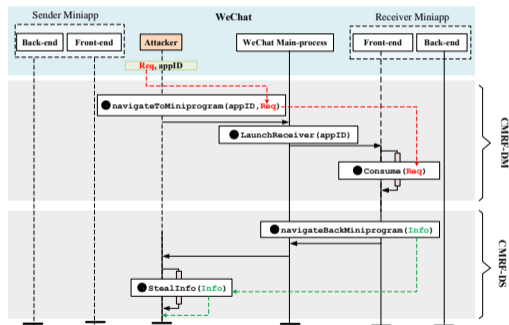 Sender Miniapp
WeChat
Receiver Miniapp
Back-end
Front-end
Attacker
WeChat Main-process
Front-end
Back-end
Req, appID
navigateToMiniprogram(appID,Req)
LaunchReceiver(appID)
Consume(Req)
CMRF-DM
navigateBackMiniprogram(Info)
StealInfo(Info)
CMRF-DS